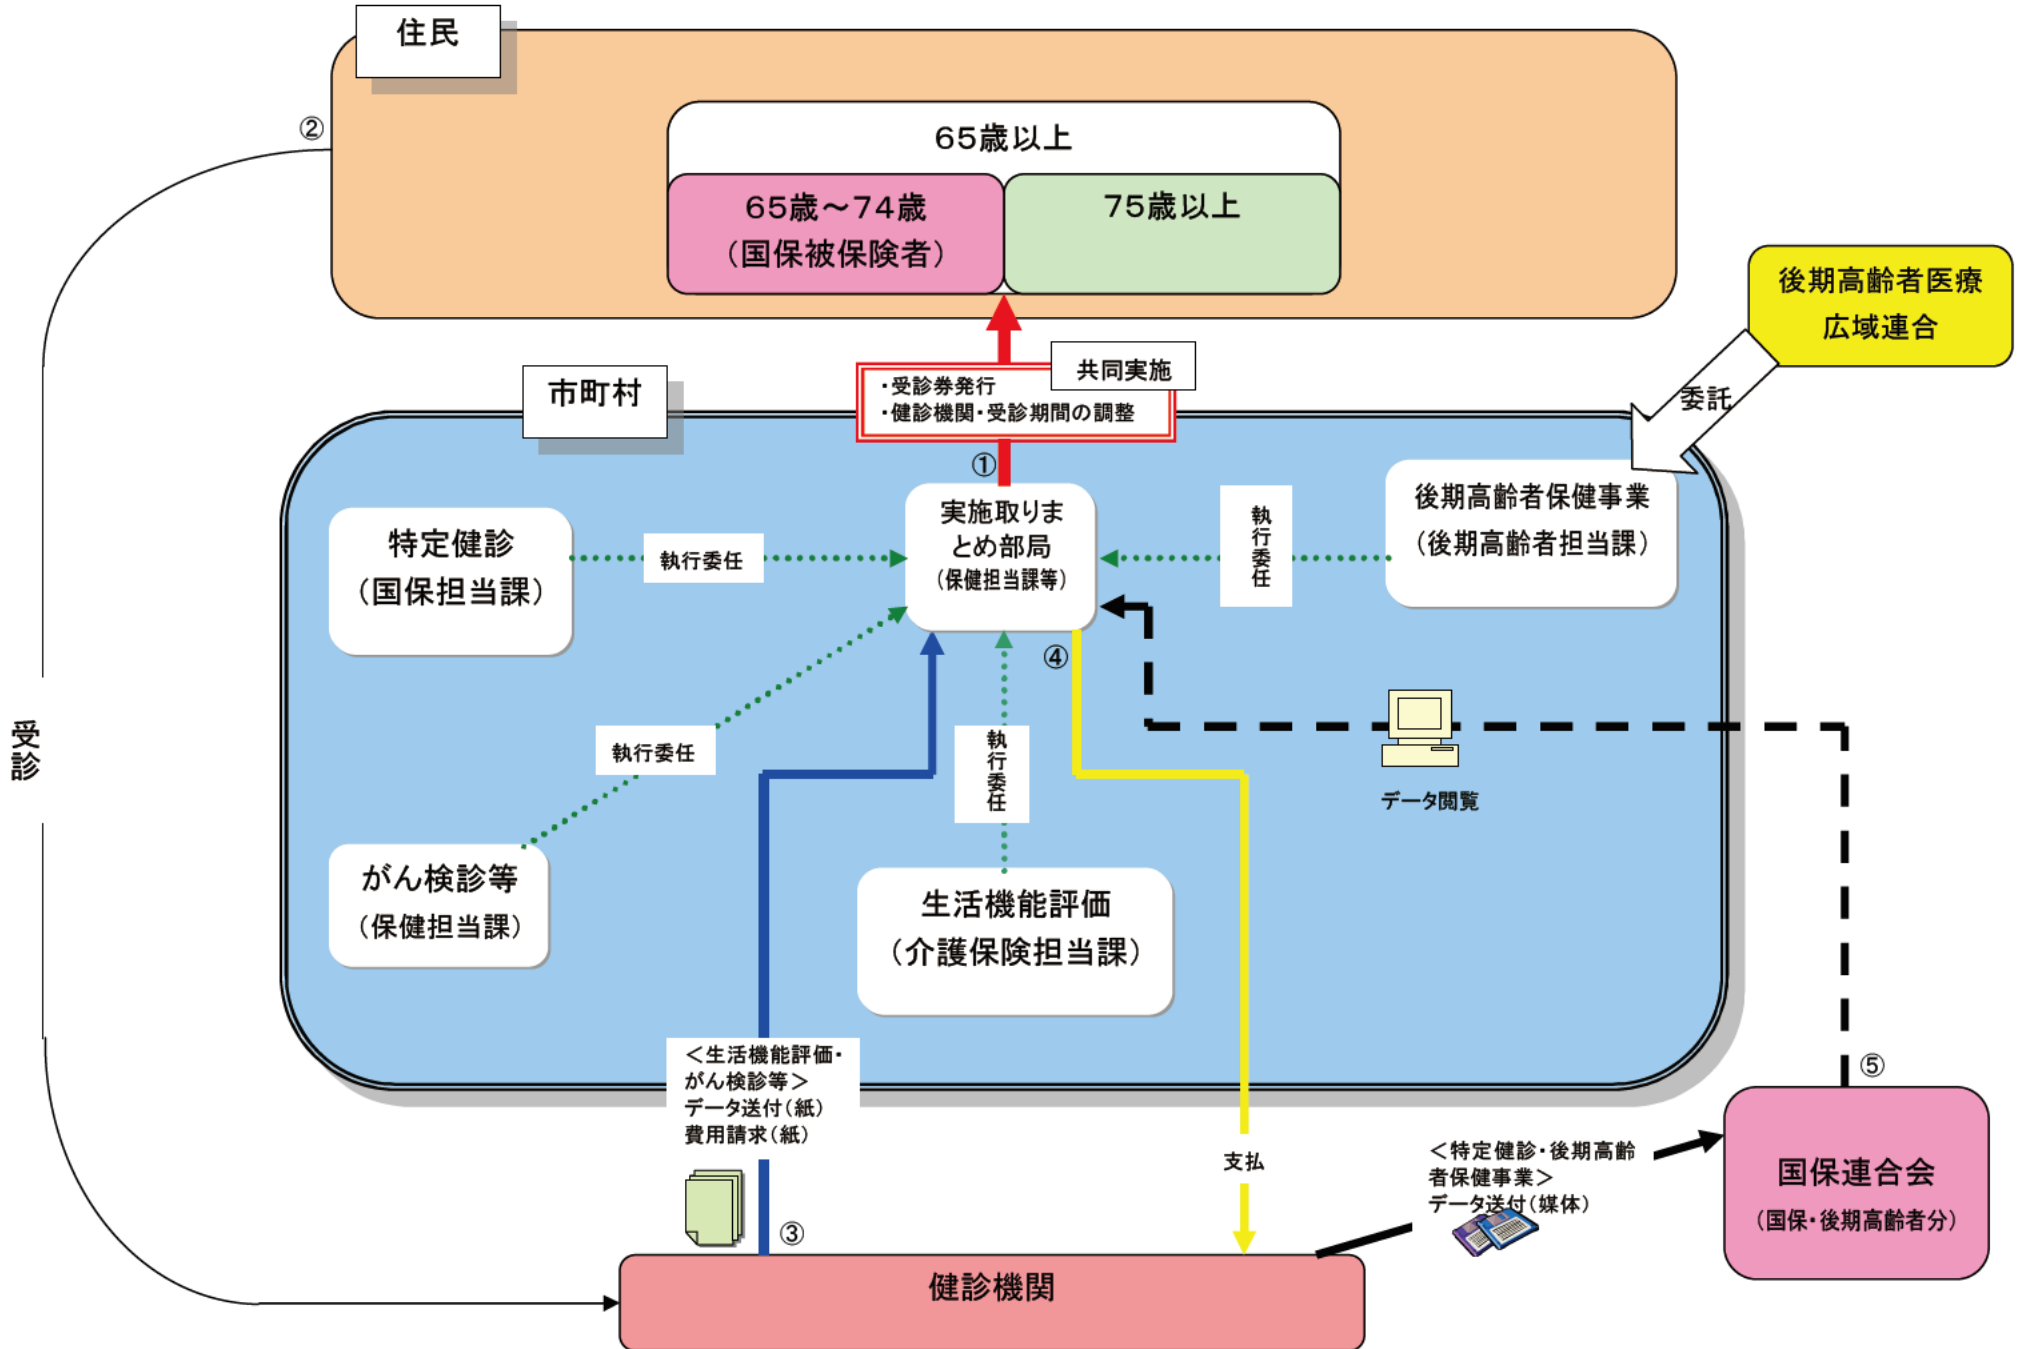 住民
②
65歳以上
65歳～74歳
（国保被保険者）
75歳以上
後期高齢者医療
広域連合
委託
共同実施
・受診券発行
・健診機関・受診期間の調整
市町村
①
実施取りま
とめ部局
（保健担当課等）
特定健診
（国保担当課）
執行委任
執行委任
後期高齢者保健事業
（後期高齢者担当課）
④
執行委任
執行委任
データ閲覧
受診
がん検診等
（保健担当課）
生活機能評価
（介護保険担当課）
＜生活機能評価・
がん検診等＞
データ送付（紙）
費用請求（紙）
③
支払
＜特定健診・後期高齢
者保健事業＞
データ送付（媒体）
⑤
国保連合会
（国保・後期高齢者分）
健診機関